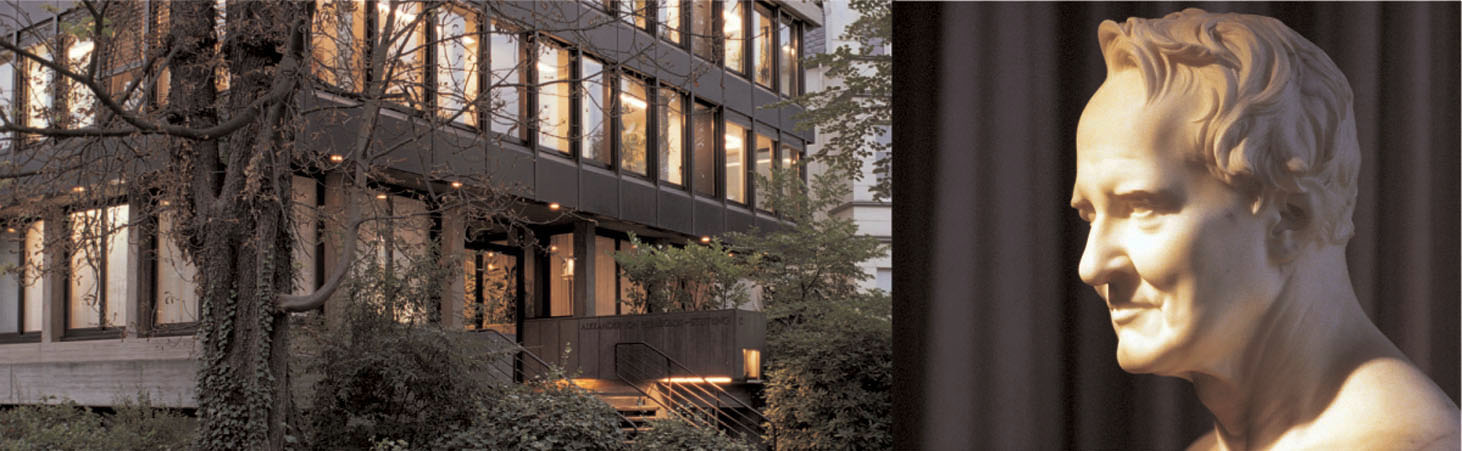 ALEXANDER VON HUMBOLDT-STIFTUNG